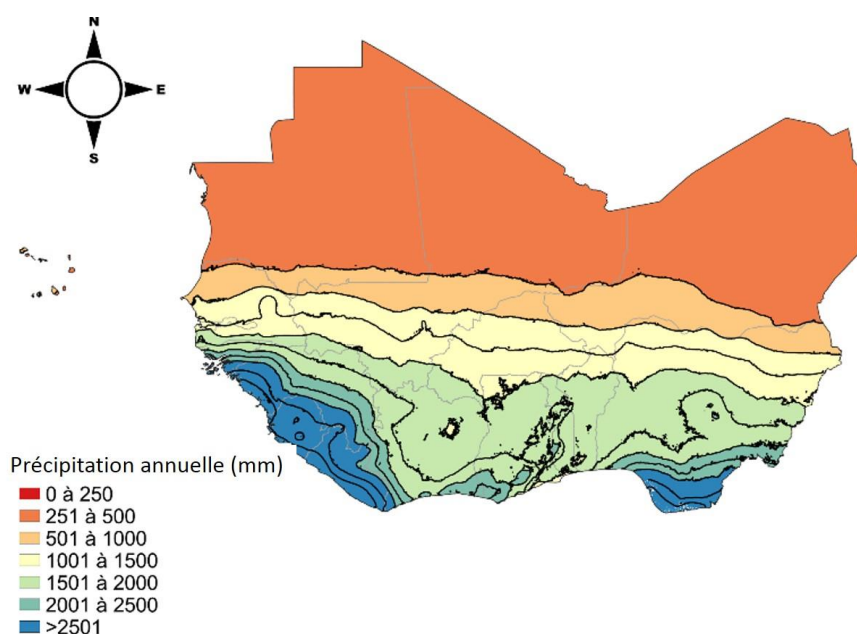 N
W E
S
Précipitation annuelle (mm)
0 à 250
251 à 500
501 à 1000
1001 à 1500
1501 à 2000
2001 à 2500
>2501